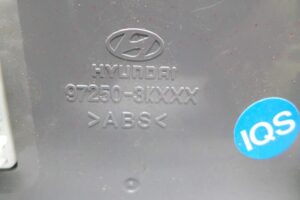 HYUNDAI
97250-3KXXX
>ABS<
IQS